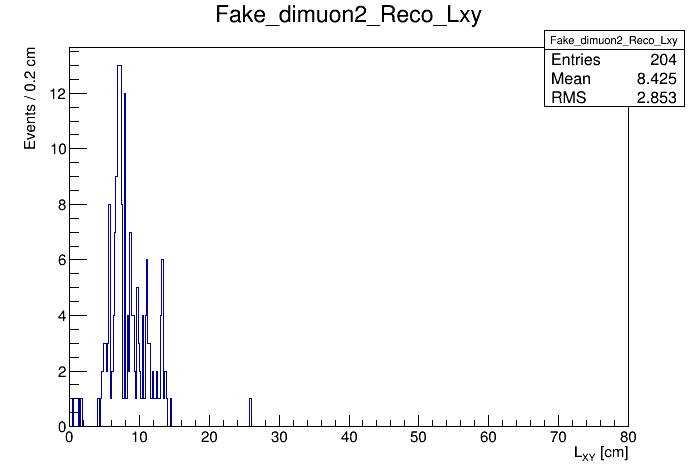 Fake_dimuon2_Reco_Lxy
Fake_dimuon2_Reco_Lxy
Entries 204
Mean 8.425
RMS 2.853
Events / 0.2 cm
12
10
8
6
4
2
0
0 10 20 30 40 50 60 70 80
L_XY [cm]